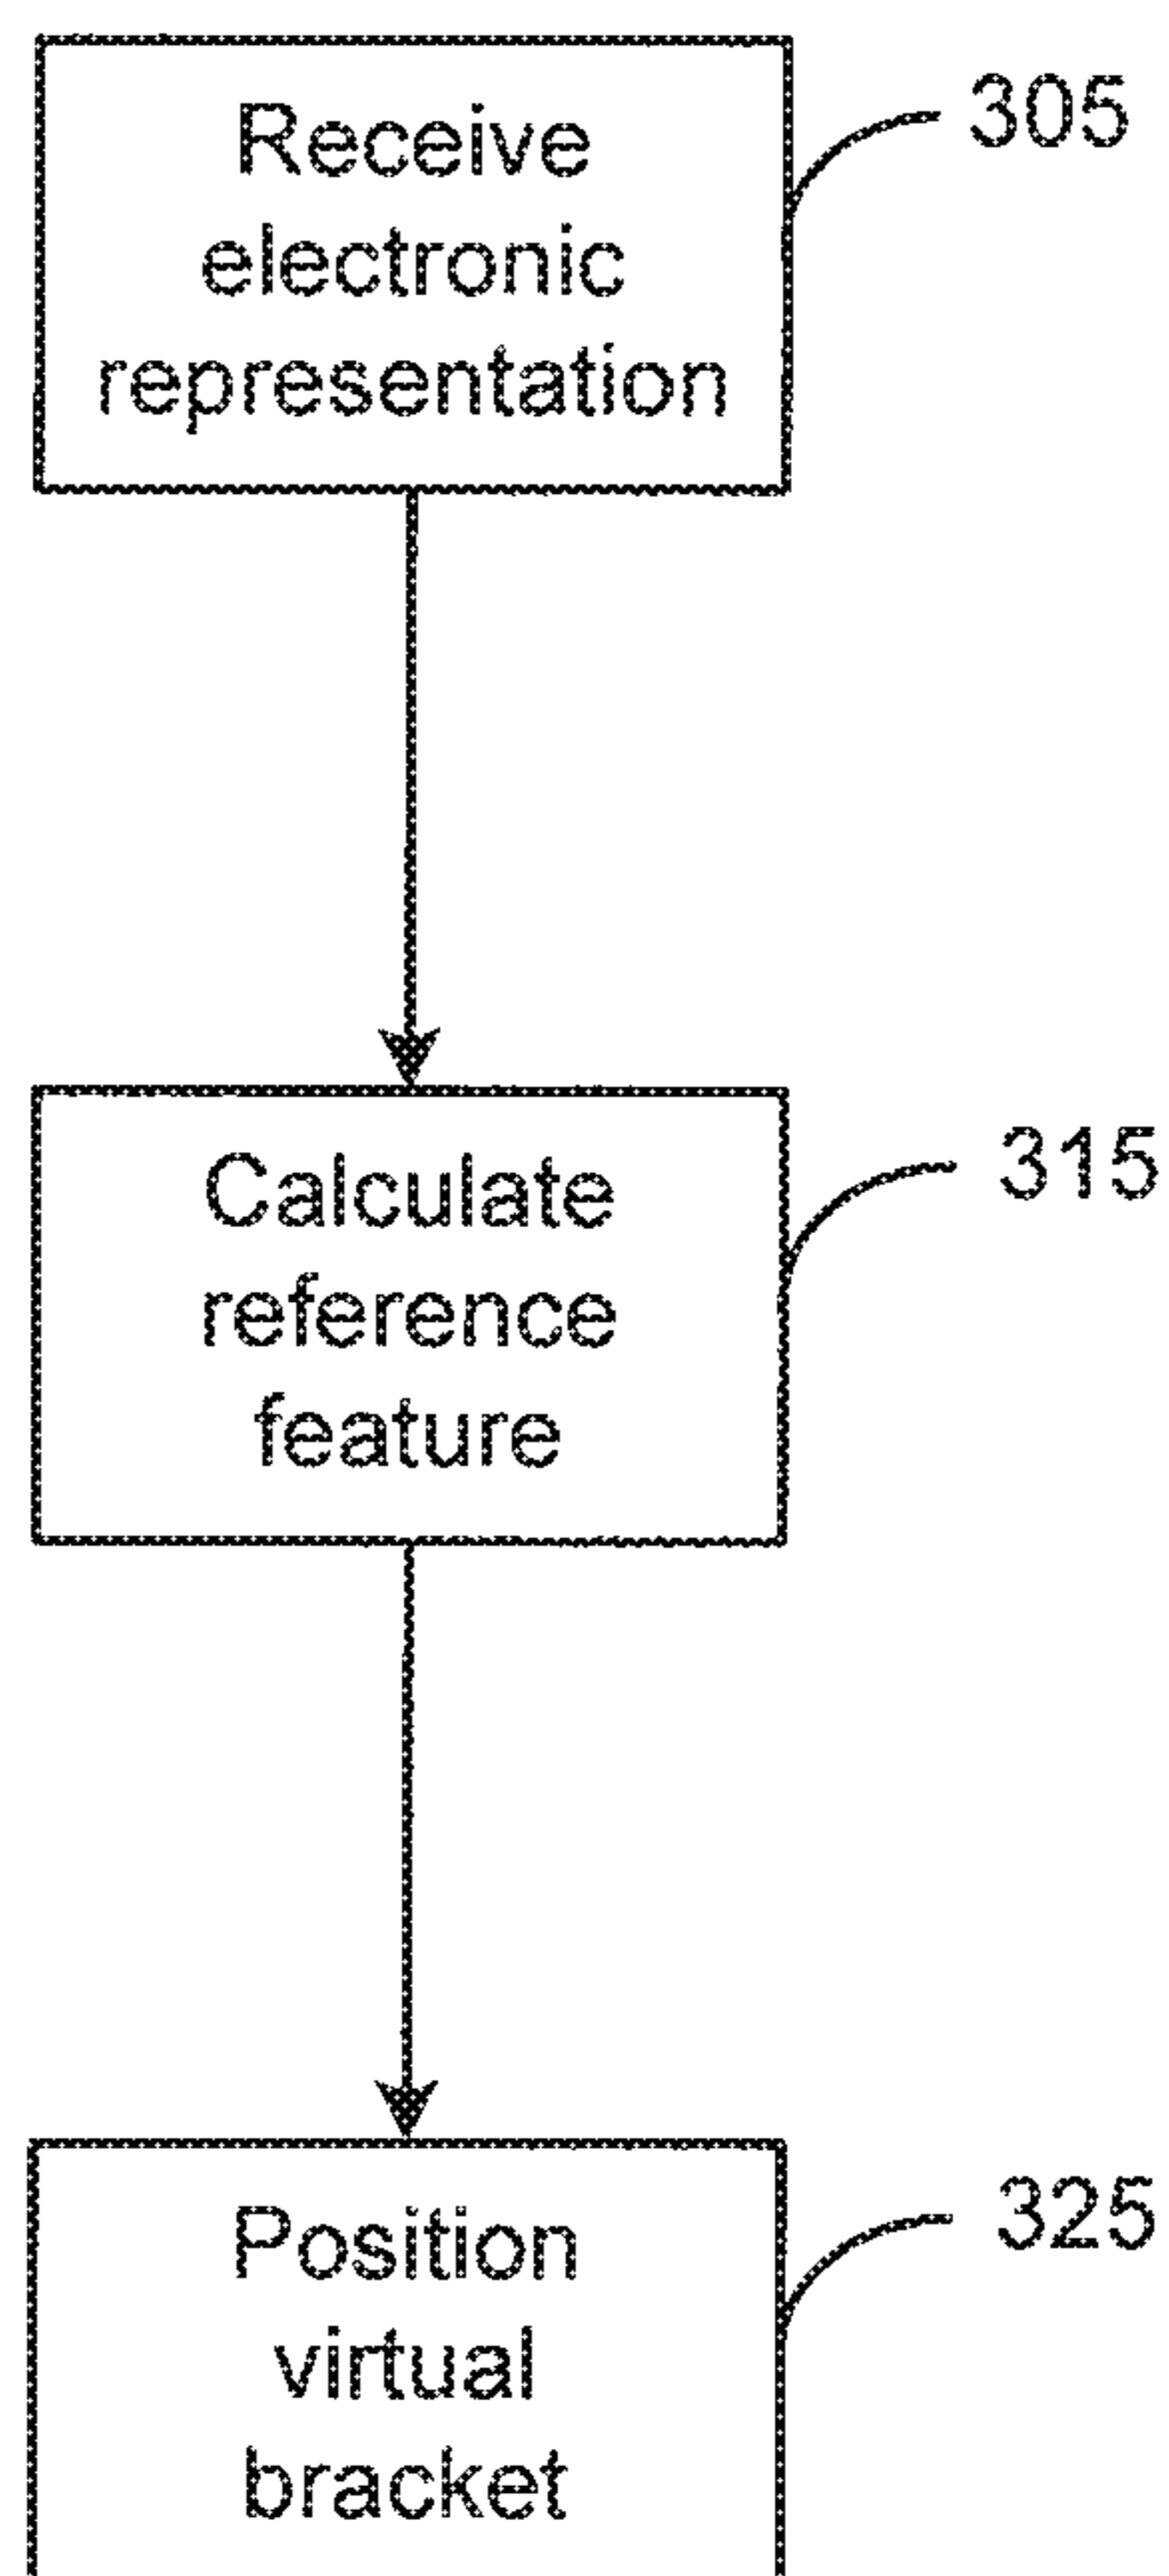 Receive
electronic
representation
305
Calculate
reference
feature
315
Position
virtual
bracket
325